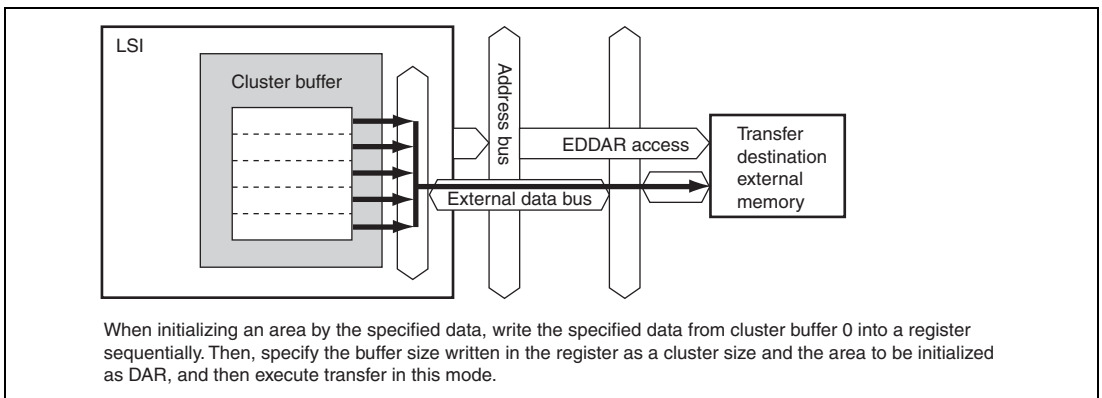 LSI
Cluster buffer
Address bus
EDDAR access
External data bus
Transfer
destination
external
memory
When initializing an area by the specified data, write the specified data from cluster buffer 0 into a register
sequentially. Then, specify the buffer size written in the register as a cluster size and the area to be initialized
as DAR, and then execute transfer in this mode.